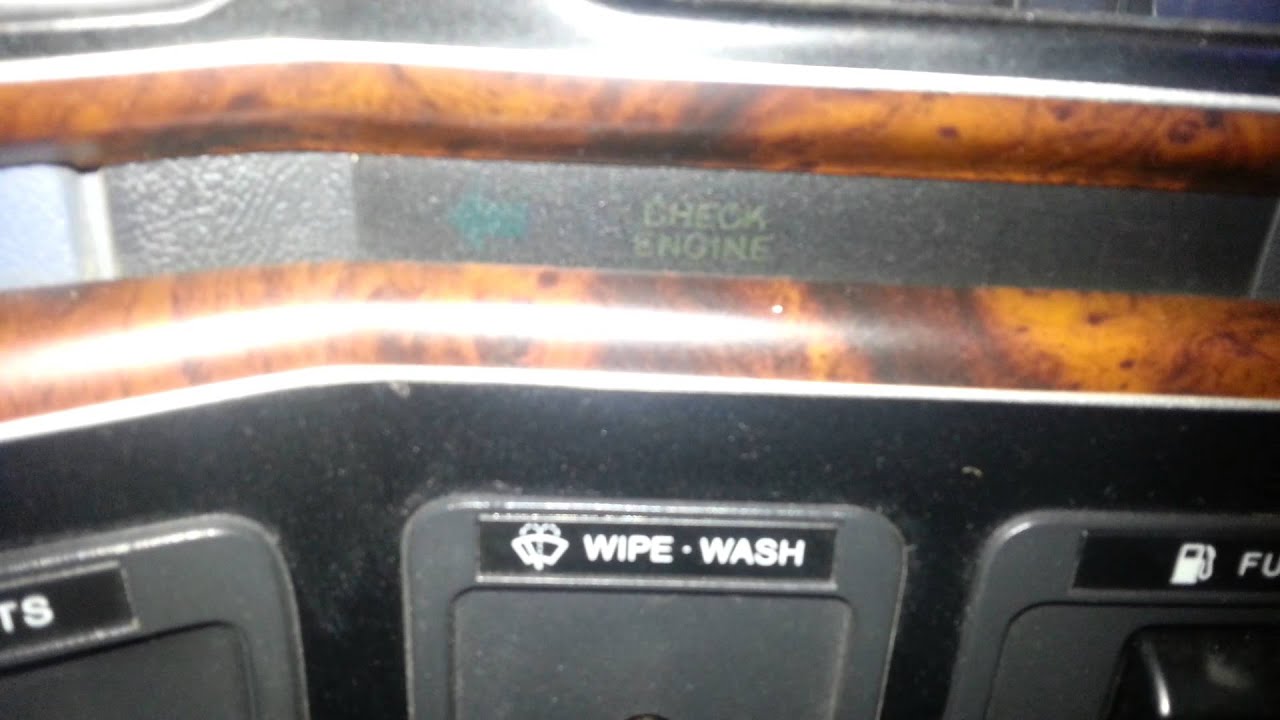 CHECK
ENGINE
WIPE · WASH
TS
FU